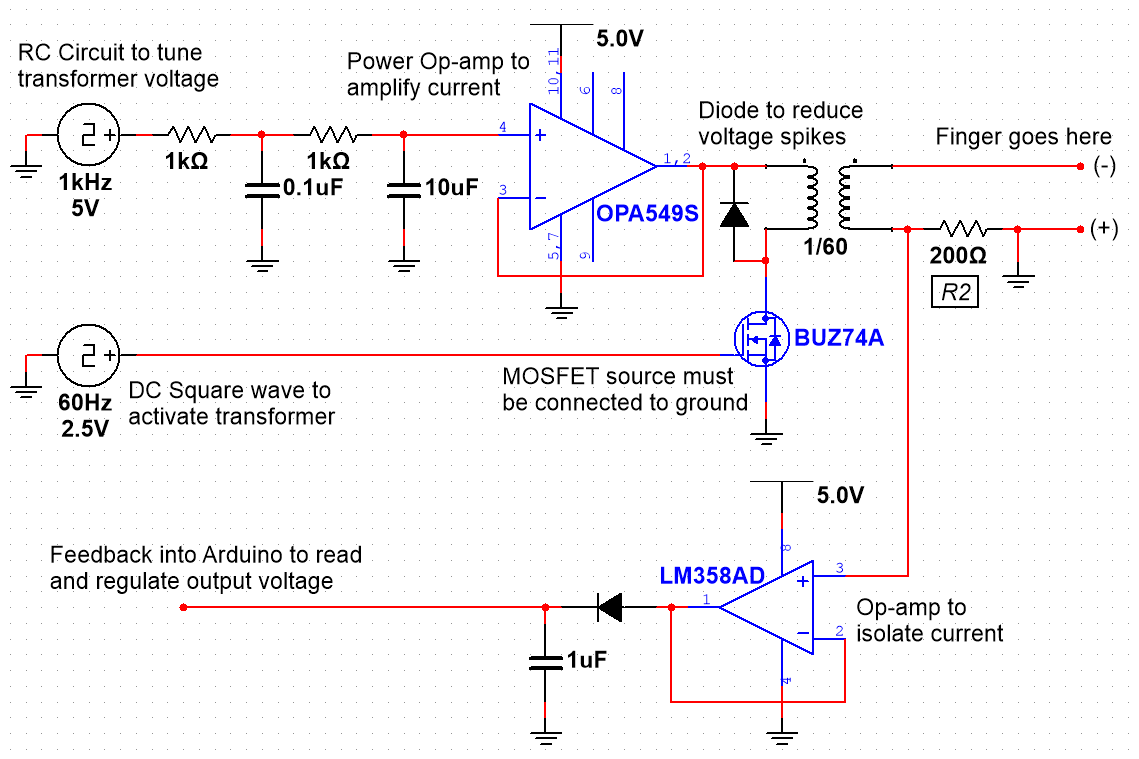 RC Circuit to tune
transformer voltage
1kHz
5V
1kΩ
0.1uF
1kΩ
10uF
Power Op-amp to
amplify current
5.0V
10,11
6
8
4
3
1,2
5,7
9
OPA549S
Diode to reduce
voltage spikes
1/60
Finger goes here
(-)
(+)
200Ω
R2
60Hz
2.5V
DC Square wave to
activate transformer
MOSFET source must
be connected to ground
BUZ74A
5.0V
8
LM358AD
3
2
1
4
Op-amp to
isolate current
Feedback into Arduino to read
and regulate output voltage
1uF